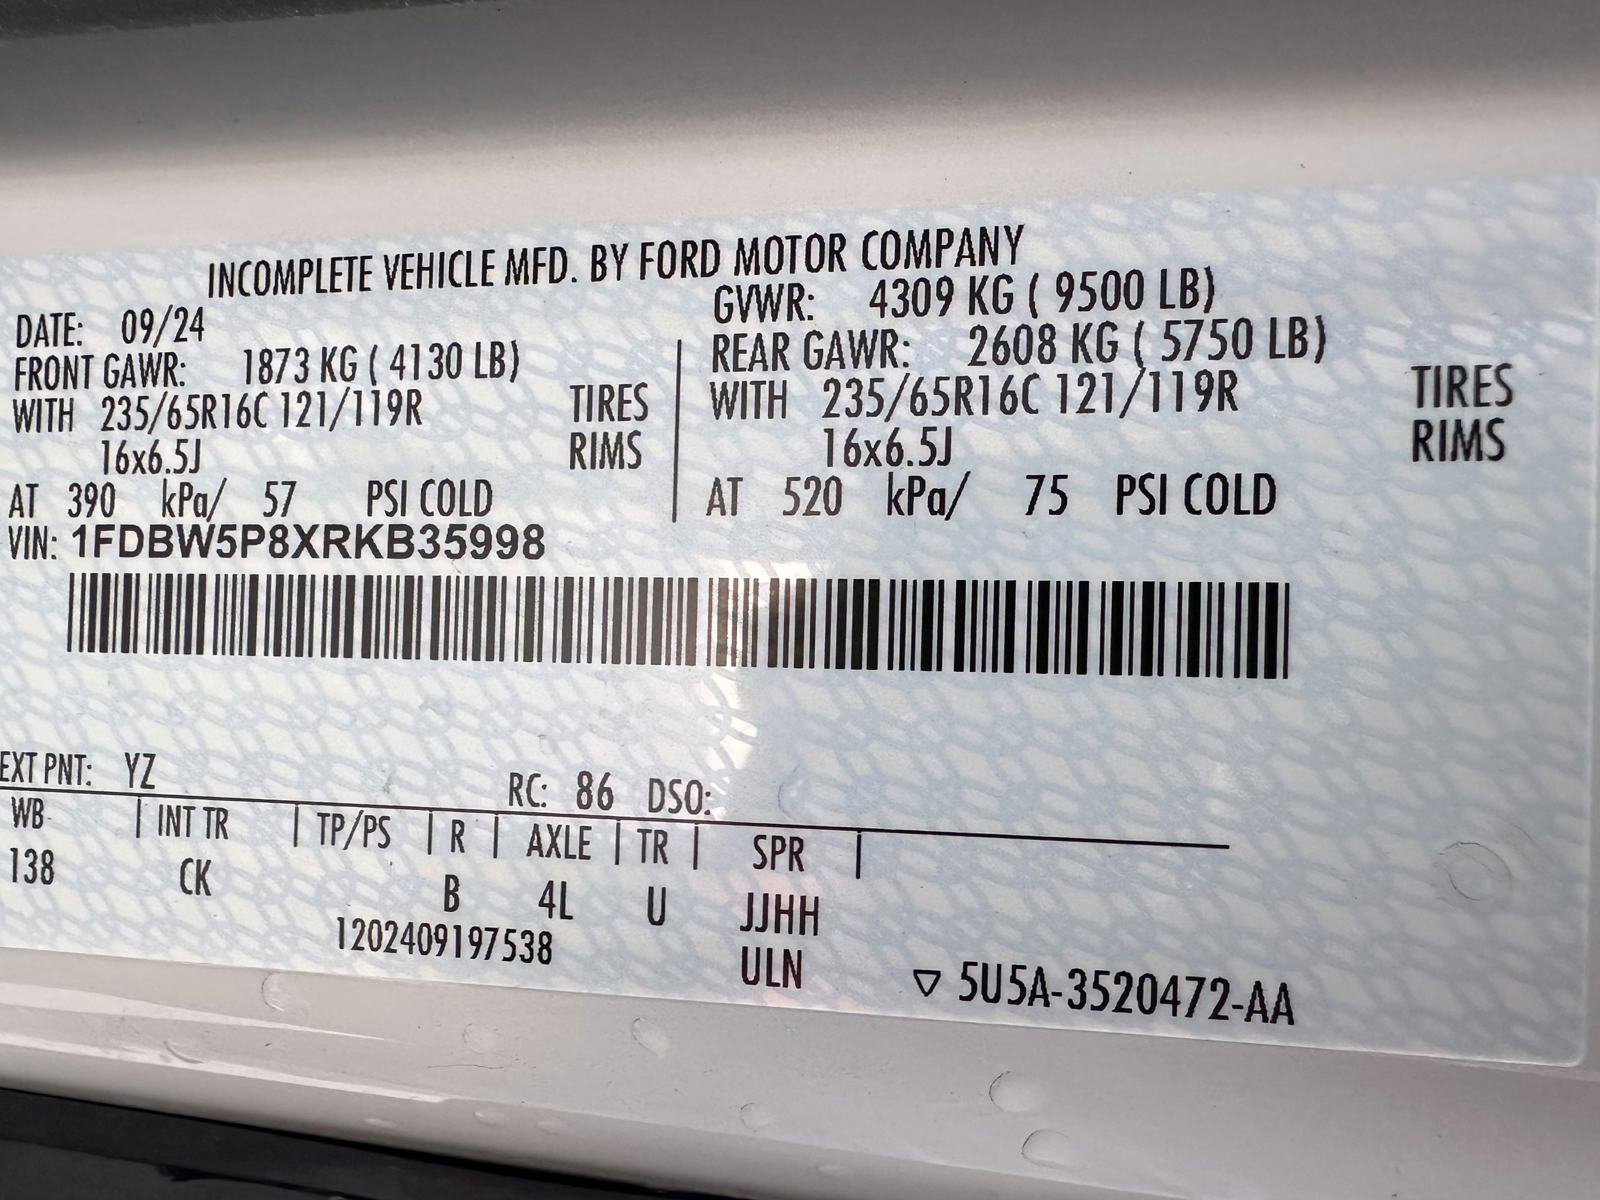 INCOMPLETE VEHICLE MFD. BY FORD MOTOR COMPANY
DATE: 09/24 GVWR: 4309 KG ( 9500 LB)
FRONT GAWR: 1873 KG ( 4130 LB) REAR GAWR: 2608 KG ( 5750 LB)
WITH 235/65R16C 121/119R TIRES WITH 235/65R16C 121/119R TIRES
16x6.5J RIMS 16x6.5J RIMS
AT 390 kPa/ 57 PSI COLD AT 520 kPa/ 75 PSI COLD
VIN: 1FDBW5P8XRKB35998
EXT PNT: YZ RC: 86 DSO:
WB | INT TR | TP/PS | R | AXLE | TR | SPR |
138 CK B 4L U JJHH
1202409197538 ULN ▽ 5U5A-3520472-AA